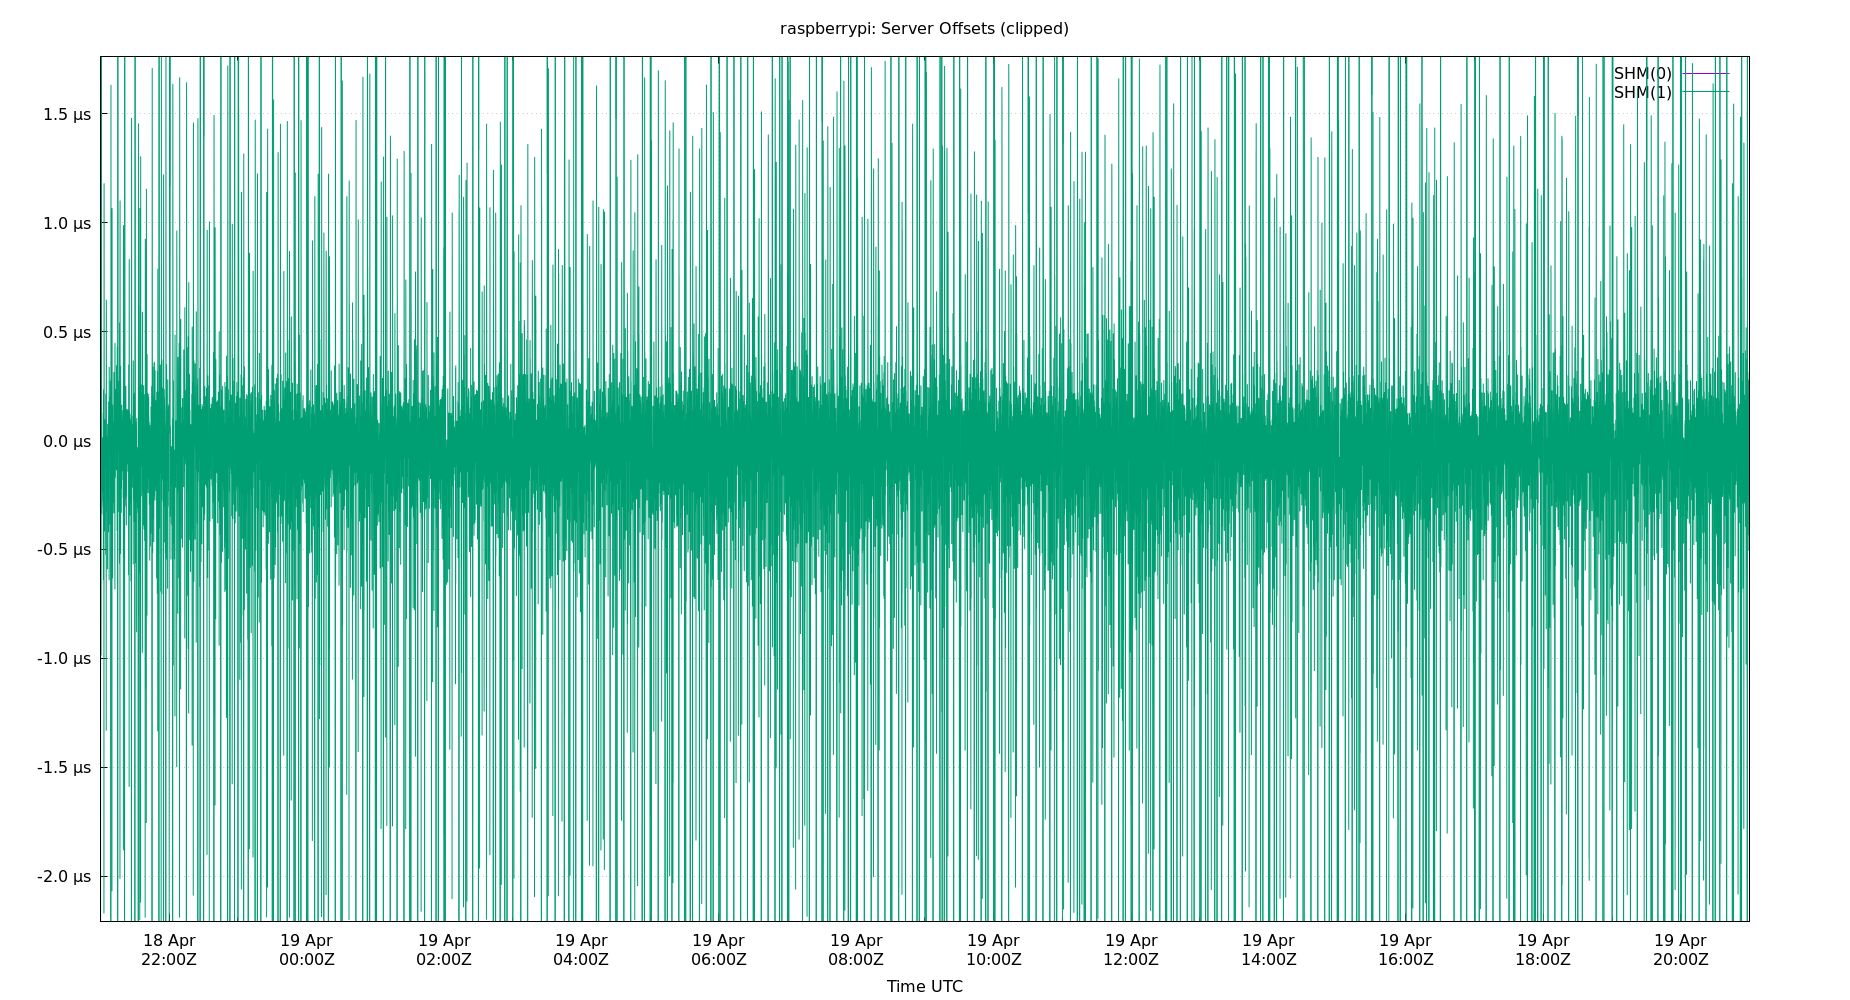 raspberrypi: Server Offsets (clipped)
SHM(0)
SHM(1)
1.5 µs
1.0 µs
0.5 µs
0.0 µs
-0.5 µs
-1.0 µs
-1.5 µs
-2.0 µs
18 Apr 19 Apr 19 Apr 19 Apr 19 Apr 19 Apr 19 Apr 19 Apr 19 Apr 19 Apr 19 Apr 19 Apr
22:00Z 00:00Z 02:00Z 04:00Z 06:00Z 08:00Z 10:00Z 12:00Z 14:00Z 16:00Z 18:00Z 20:00Z
Time UTC